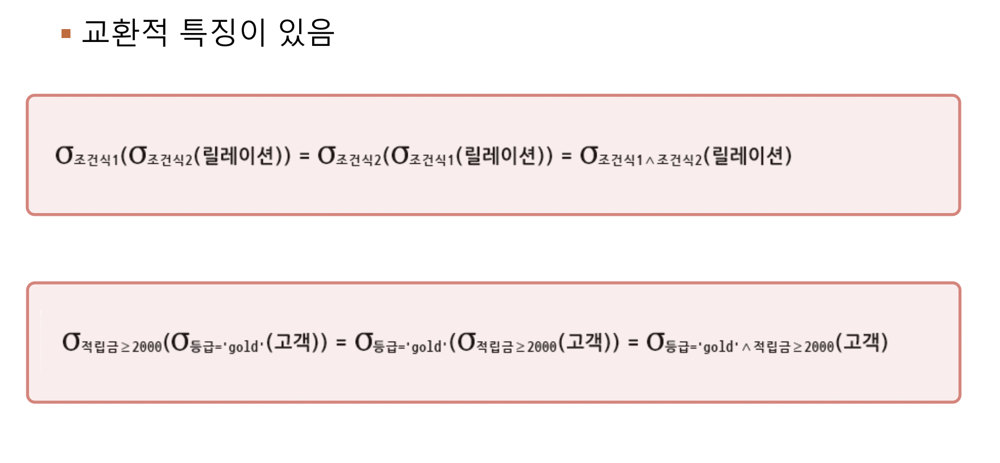 교환적 특징이 있음
σ조건식1(σ조건식2(릴레이션)) = σ조건식2(σ조건식1(릴레이션)) = σ조건식1∧조건식2(릴레이션)
σ적립금≥2000(σ등급='gold'(고객)) = σ등급='gold'(σ적립금≥2000(고객)) = σ등급='gold'∧적립금≥2000(고객)